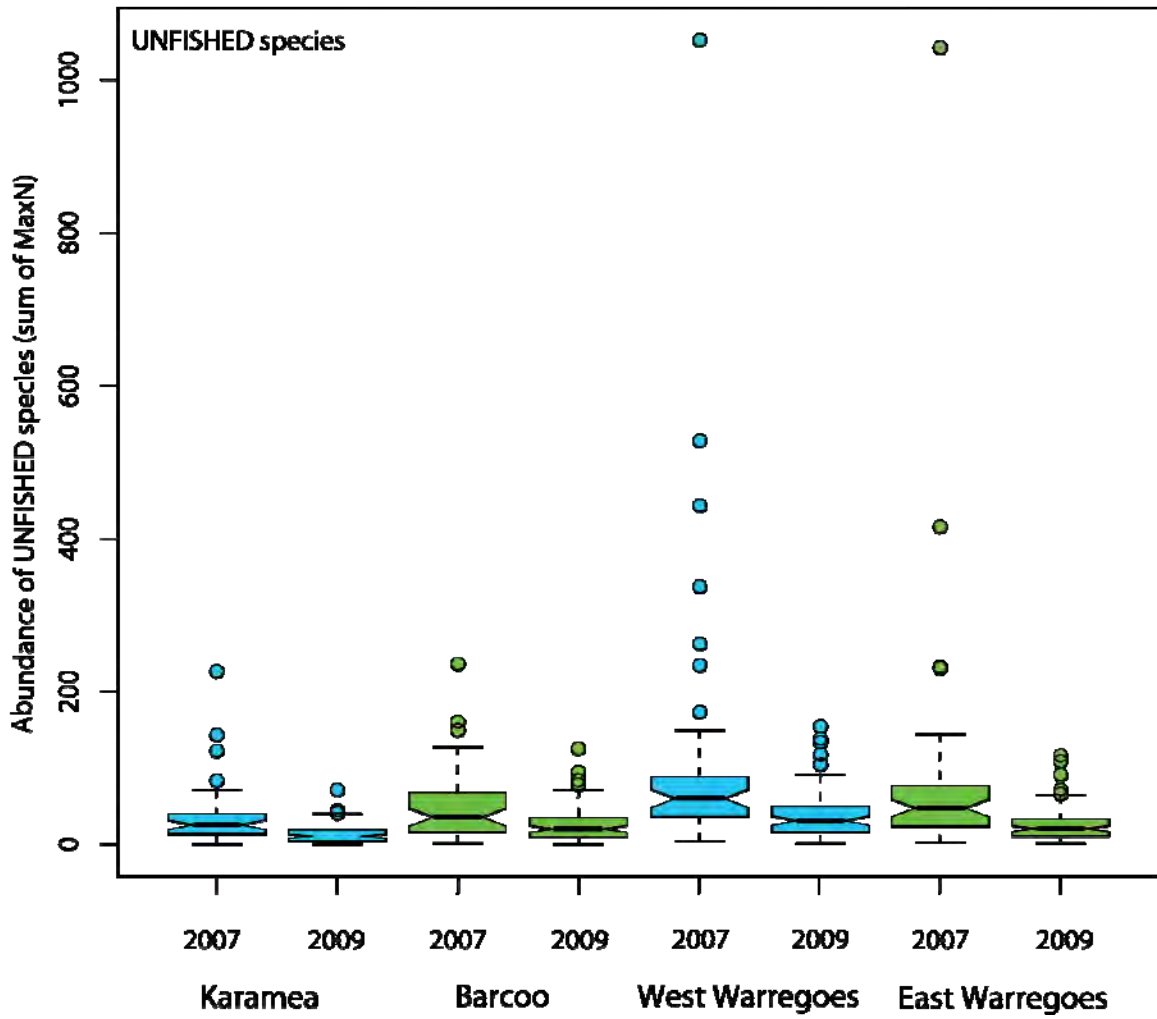 UNFISHED species
Abundance of UNFISHED species (sum of MaxN)
1000
800
600
400
200
0
2007 2009 2007 2009 2007 2009 2007 2009
Karamea Barcoo West Warregoes East Warregoes